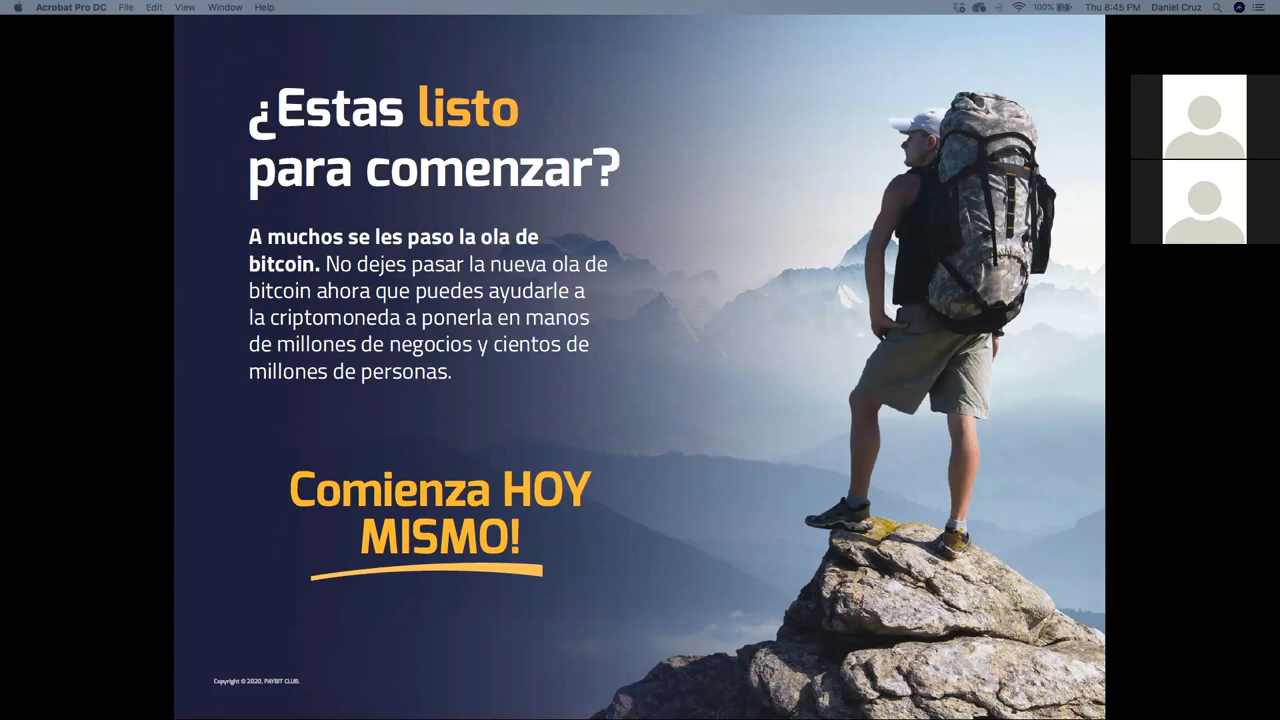 Acrobat Pro DC File Edit View Window Help 100% Thu 8:45 PM Daniel Cruz
¿Estas listo
para comenzar?
A muchos se les paso la ola de
bitcoin. No dejes pasar la nueva ola de
bitcoin ahora que puedes ayudarle a
la criptomoneda a ponerla en manos
de millones de negocios y cientos de
millones de personas.
Comienza HOY
MISMO!
Copyright © 2020, PAYBIT CLUB.